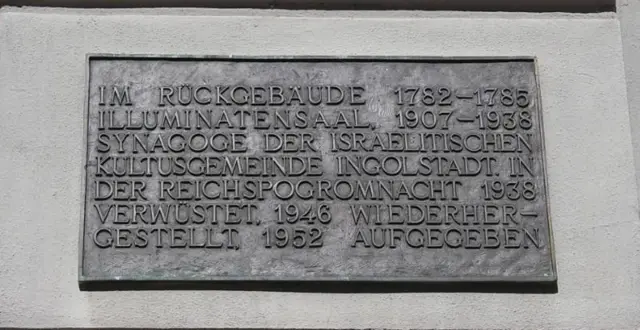 IM RÜCKGEBÄUDE 1782–1785
ILLUMINATENSAAL, 1907–1938
SYNAGOGE DER ISRAELITISCHEN
KULTUSGEMEINDE INGOLSTADT. IN
DER REICHSPOGROMNACHT 1938
VERWÜSTET, 1946 WIEDERHER-
GESTELLT, 1952 AUFGEGEBEN